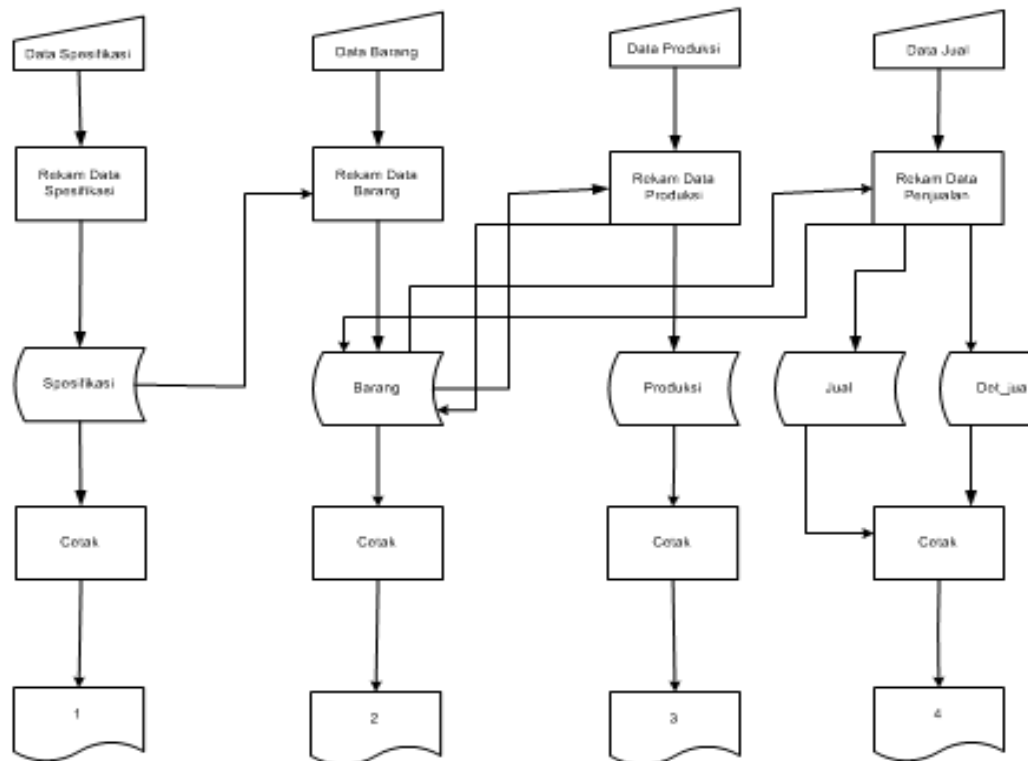 Data Spesifikasi
Data Barang
Data Produksi
Data Jual
Rekam Data
Spesifikasi
Rekam Data
Barang
Rekam Data
Produksi
Rekam Data
Penjualan
Spesifikasi
Barang
Produksi
Jual
Det_jua
Cetak
Cetak
Cetak
Cetak
1
2
3
4